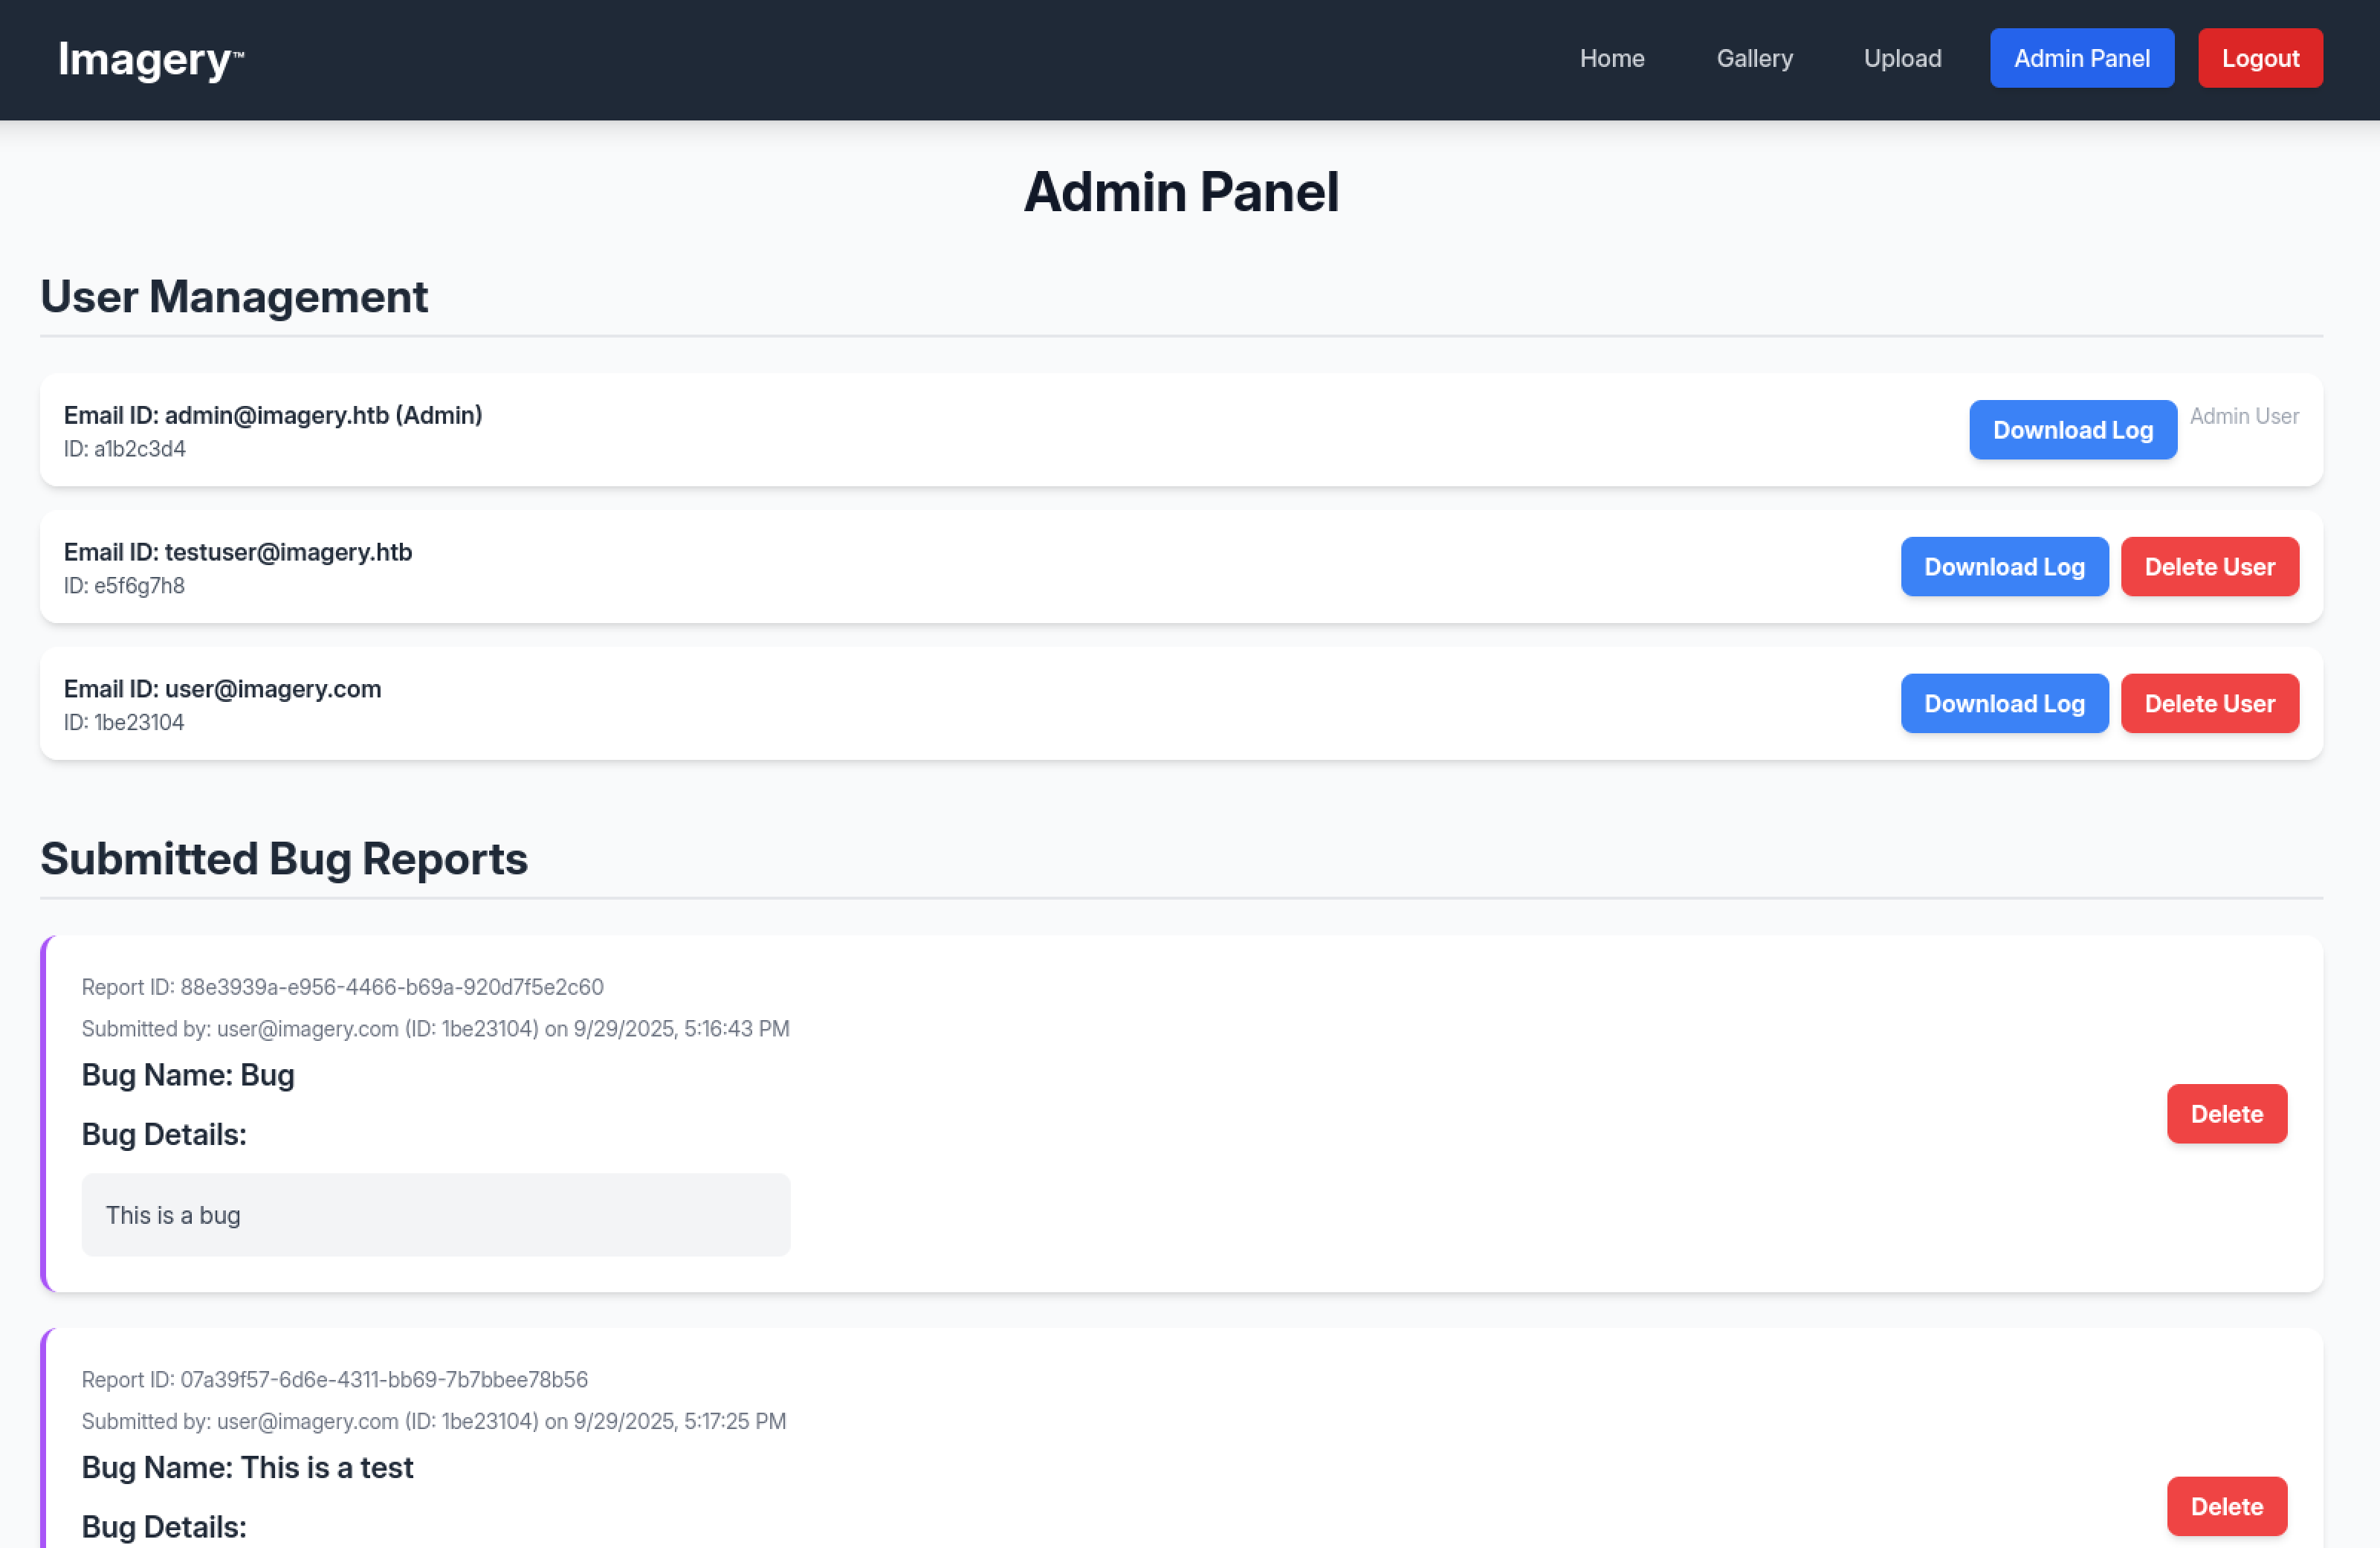 Imagery™
Home Gallery Upload Admin Panel Logout
Admin Panel
User Management
Email ID: admin@imagery.htb (Admin)
ID: a1b2c3d4
Download Log Admin User
Email ID: testuser@imagery.htb
ID: e5f6g7h8
Download Log Delete User
Email ID: user@imagery.com
ID: 1be23104
Download Log Delete User
Submitted Bug Reports
Report ID: 88e3939a-e956-4466-b69a-920d7f5e2c60
Submitted by: user@imagery.com (ID: 1be23104) on 9/29/2025, 5:16:43 PM
Bug Name: Bug
Bug Details:
This is a bug
Delete
Report ID: 07a39f57-6d6e-4311-bb69-7b7bbee78b56
Submitted by: user@imagery.com (ID: 1be23104) on 9/29/2025, 5:17:25 PM
Bug Name: This is a test
Bug Details:
Delete